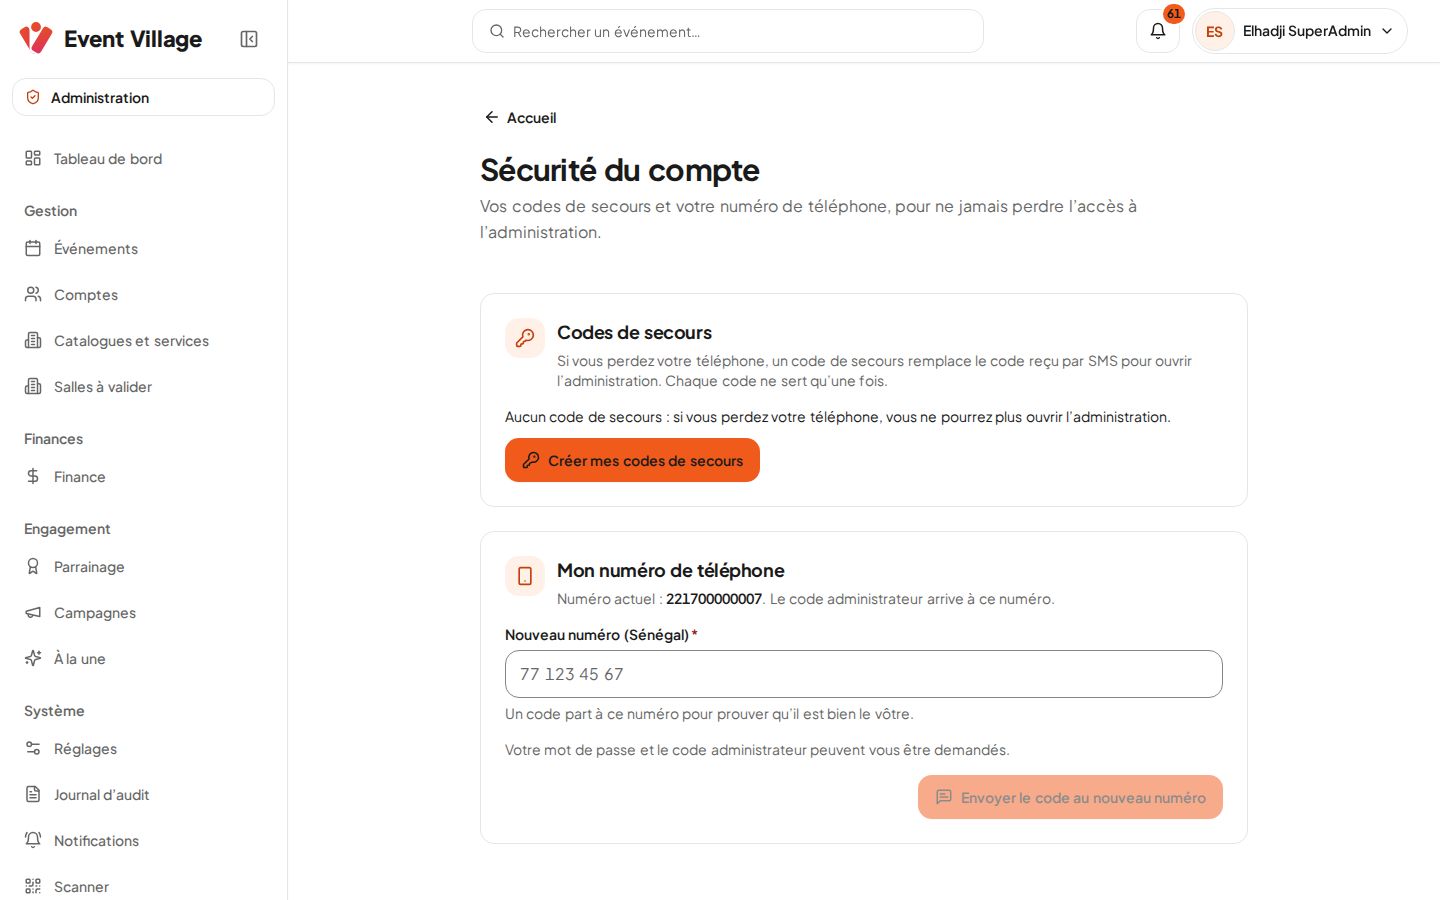 Event Village
Rechercher un événement...
61
ES
Elhadji SuperAdmin
Administration
Tableau de bord
Gestion
Événements
Comptes
Catalogues et services
Salles à valider
Finances
Finance
Engagement
Parrainage
Campagnes
À la une
Système
Réglages
Journal d'audit
Notifications
Scanner
Accueil
Sécurité du compte
Vos codes de secours et votre numéro de téléphone, pour ne jamais perdre l'accès à
l'administration.
Codes de secours
Si vous perdez votre téléphone, un code de secours remplace le code reçu par SMS pour ouvrir
l'administration. Chaque code ne sert qu'une fois.
Aucun code de secours : si vous perdez votre téléphone, vous ne pourrez plus ouvrir l'administration.
Créer mes codes de secours
Mon numéro de téléphone
Numéro actuel : 221700000007. Le code administrateur arrive à ce numéro.
Nouveau numéro (Sénégal) *
77 123 45 67
Un code part à ce numéro pour prouver qu'il est bien le vôtre.
Votre mot de passe et le code administrateur peuvent vous être demandés.
Envoyer le code au nouveau numéro